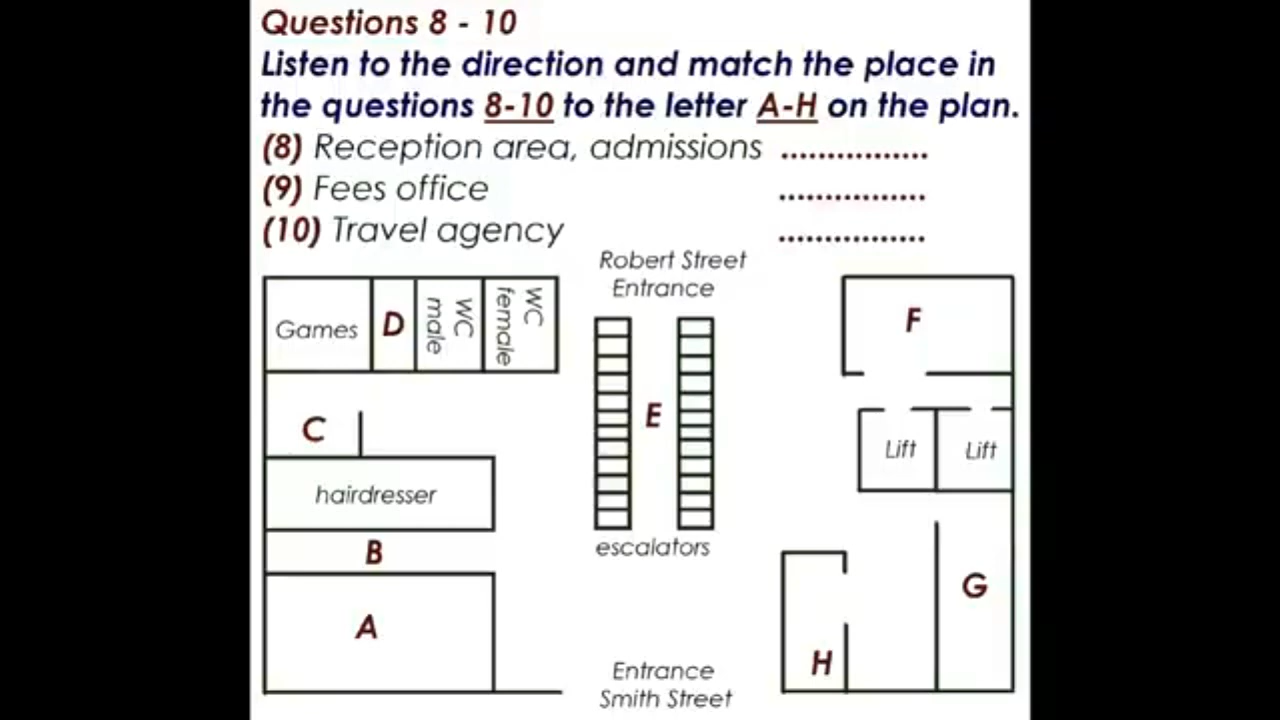 Questions 8 - 10
Listen to the direction and match the place in
the questions 8-10 to the letter A-H on the plan.
(8) Reception area, admissions ................
(9) Fees office ................
(10) Travel agency ................
Robert Street
Entrance
Games
D
WC
male
WC
female
F
E
C
Lift
Lift
hairdresser
escalators
B
G
A
H
Entrance
Smith Street